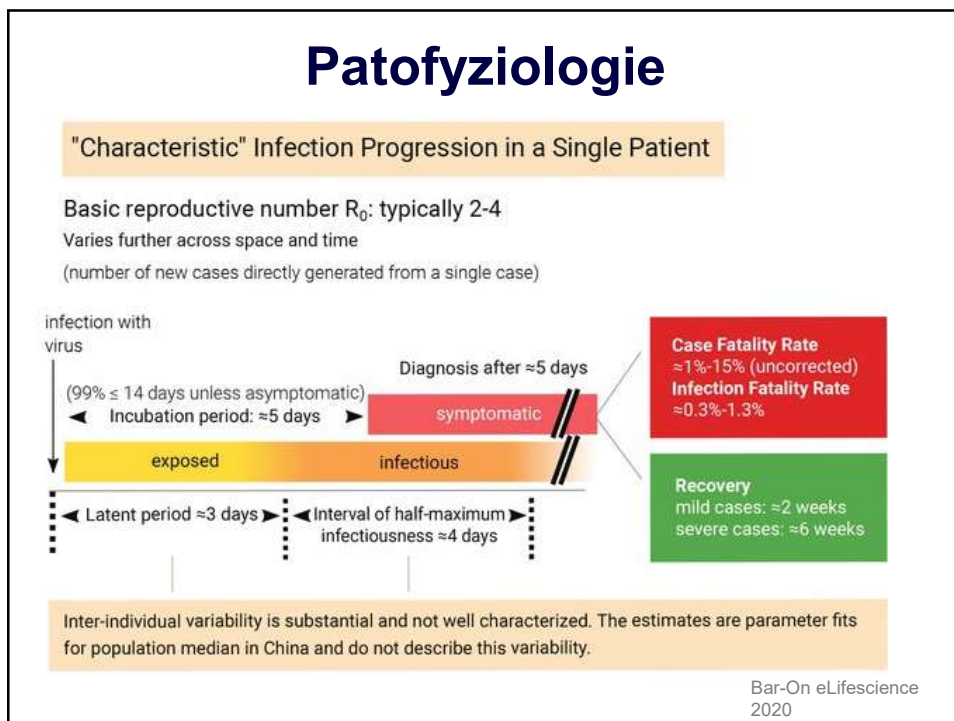 Patofyziologie
"Characteristic" Infection Progression in a Single Patient
Basic reproductive number R₀: typically 2-4
Varies further across space and time
(number of new cases directly generated from a single case)
infection with
virus
(99% ≤ 14 days unless asymptomatic)
Incubation period: ≈5 days
Diagnosis after ≈5 days
symptomatic
exposed
infectious
Latent period ≈3 days
Interval of half-maximum
infectiousness ≈4 days
Case Fatality Rate
≈1%-15% (uncorrected)
Infection Fatality Rate
≈0.3%-1.3%
Recovery
mild cases: ≈2 weeks
severe cases: ≈6 weeks
Inter-individual variability is substantial and not well characterized. The estimates are parameter fits
for population median in China and do not describe this variability.
Bar-On eLifescience
2020